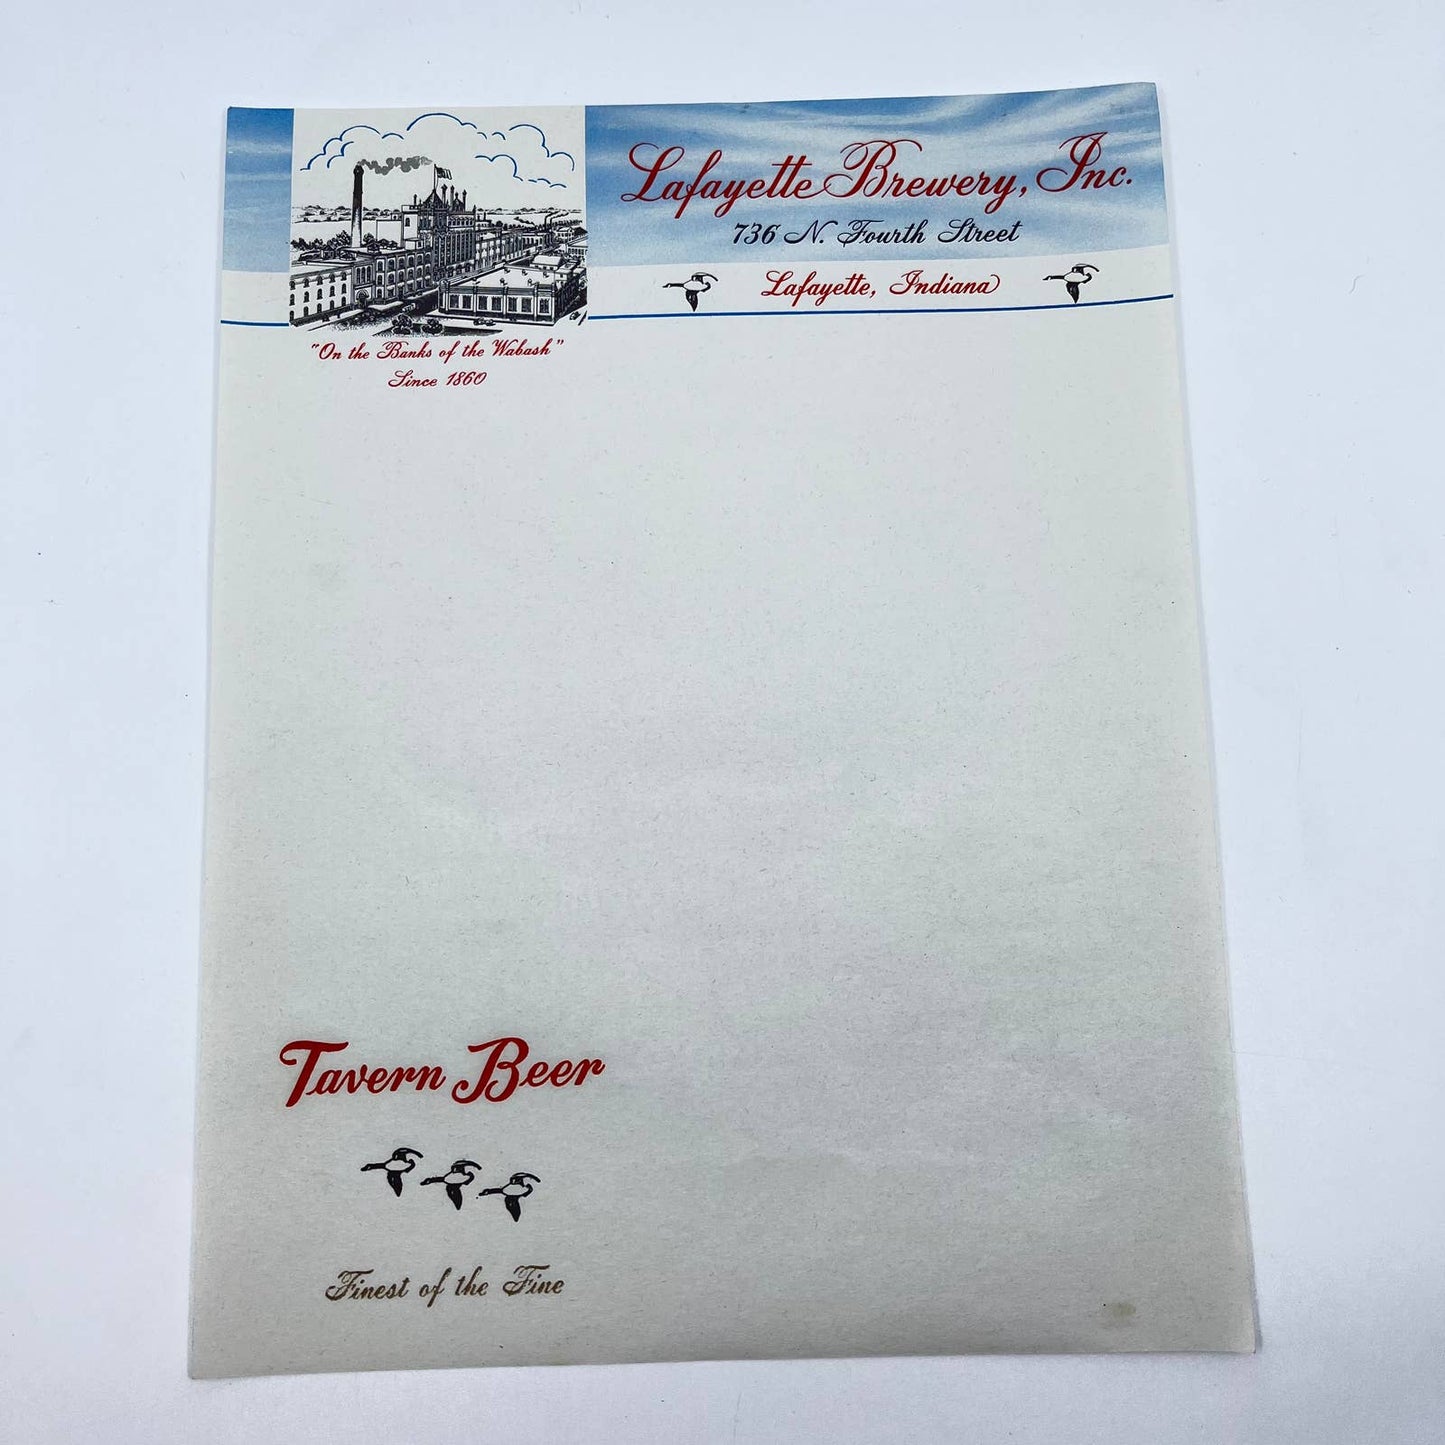 Lafayette Brewery, Inc.
736 N. Fourth Street
Lafayette, Indiana
"On the Banks of the Wabash"
Since 1860
Tavern Beer
Finest of the Fine